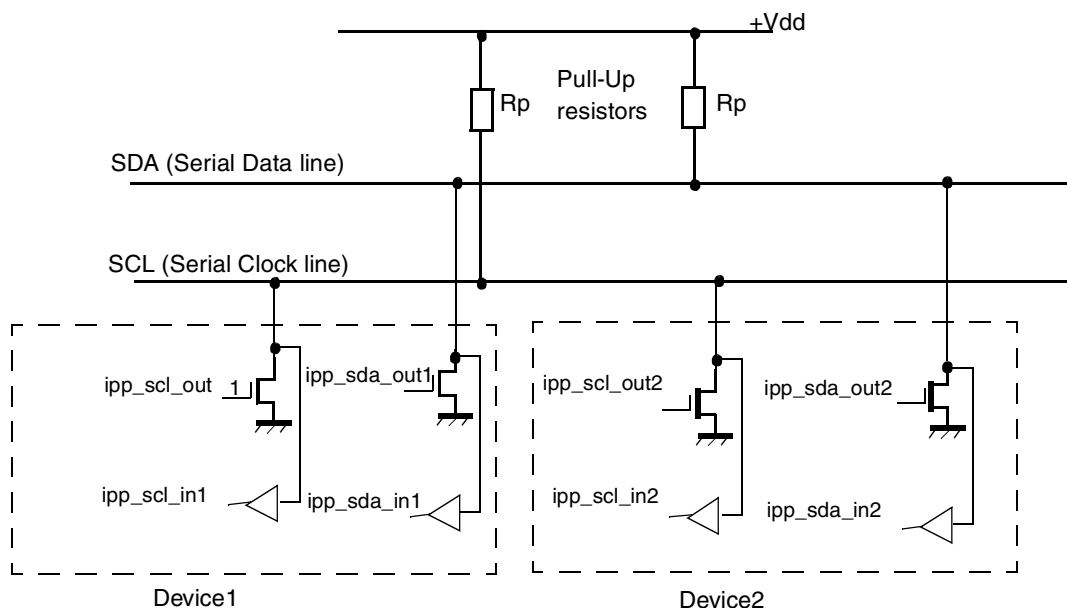 +Vdd
Pull-Up
resistors
Rp
Rp
SDA (Serial Data line)
SCL (Serial Clock line)
ipp_scl_out 1
ipp_sda_out1
ipp_scl_out2
ipp_sda_out2
ipp_scl_in1
ipp_sda_in1
ipp_scl_in2
ipp_sda_in2
Device1
Device2